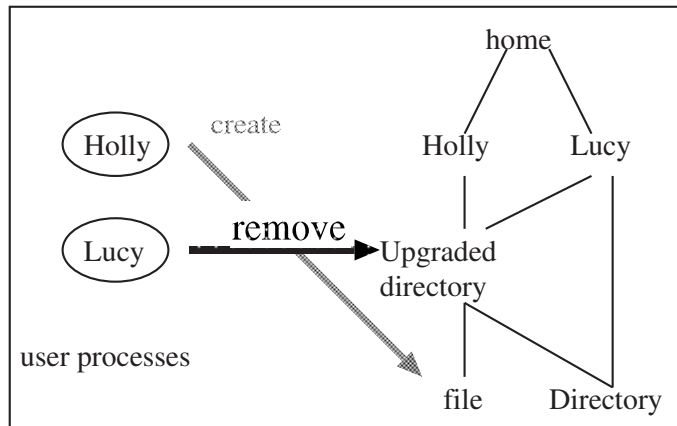 home
create
Holly
Holly
Lucy
remove
Lucy
Upgraded
directory
user processes
file
Directory